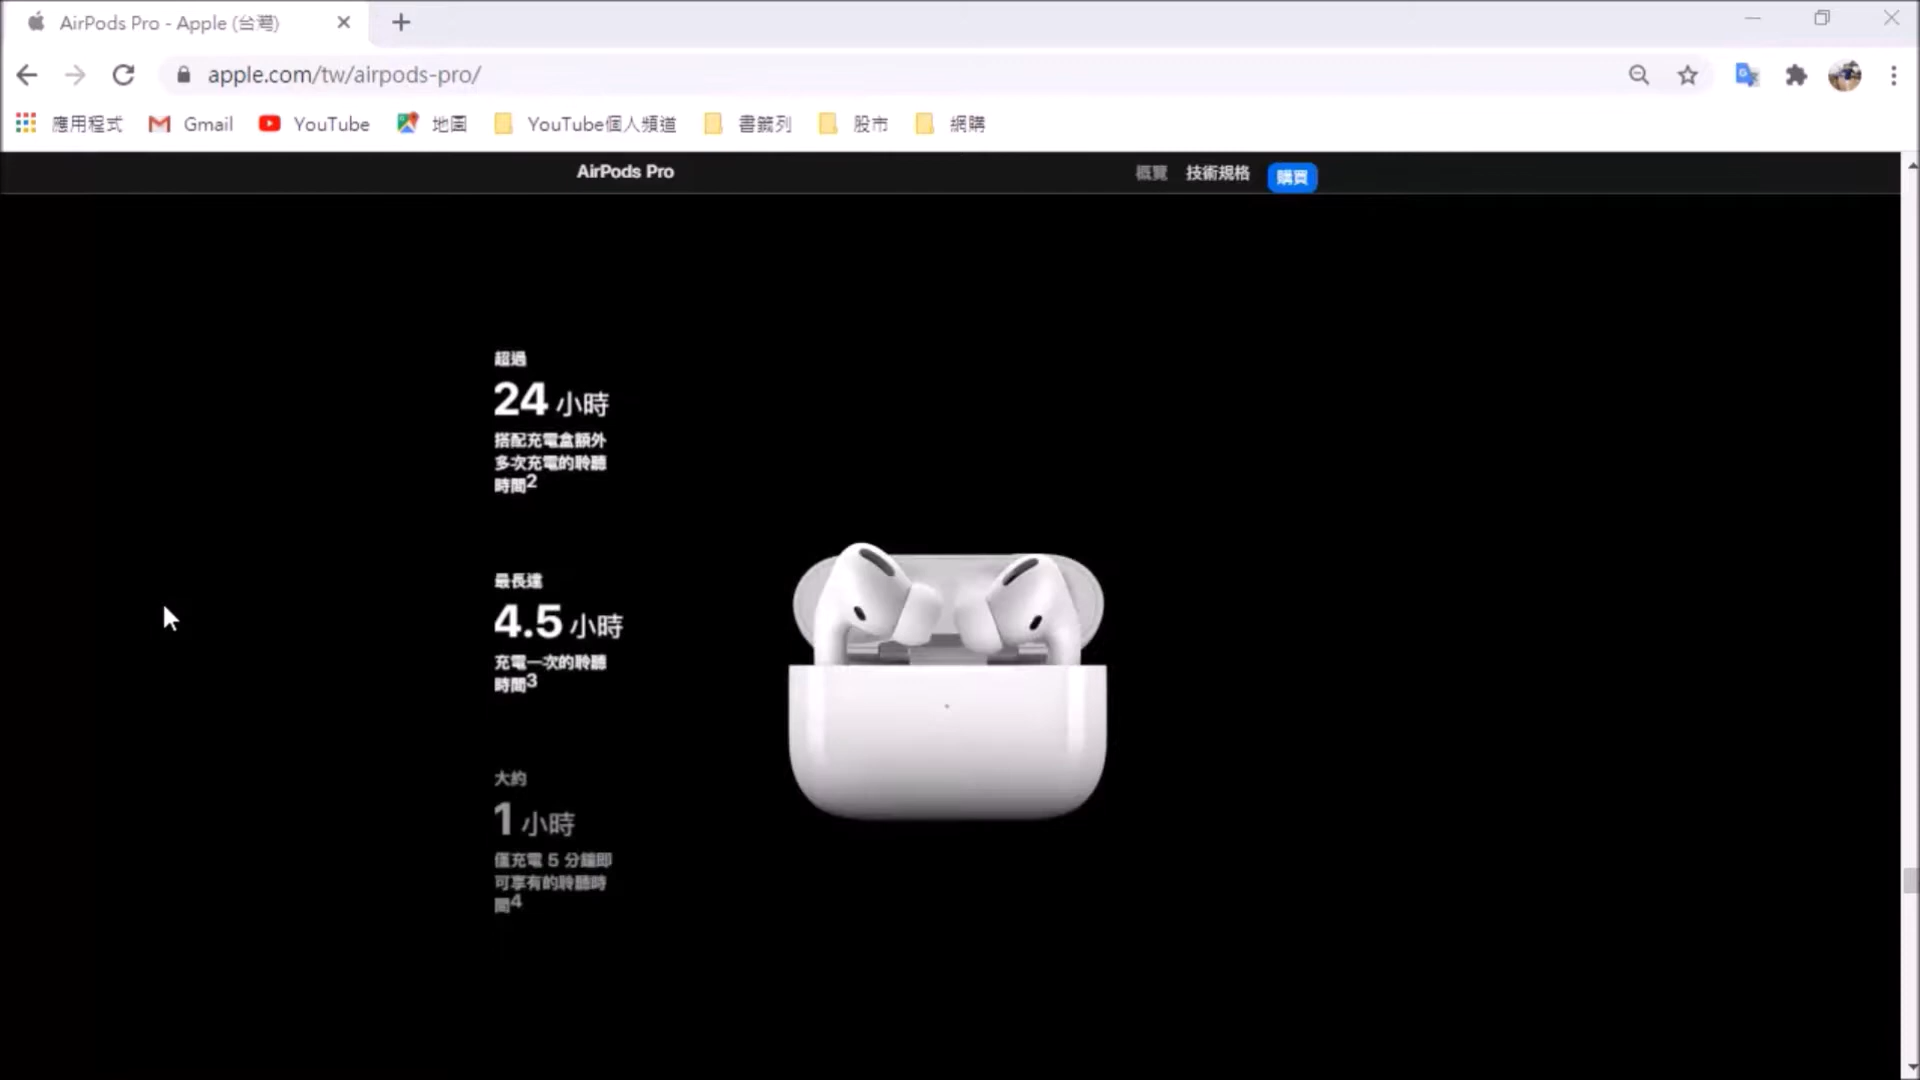 AirPods Pro - Apple (台灣)
apple.com/tw/airpods-pro/
應用程式 Gmail YouTube 地圖 YouTube個人頻道 書籤列 股市 網購
AirPods Pro 概覽 技術規格 購買
超過
24 小時
搭配充電盒額外
多次充電的聆聽
時間2
最長達
4.5 小時
充電一次的聆聽
時間3
大約
1 小時
僅充電 5 分鐘即
可享有的聆聽時
間4